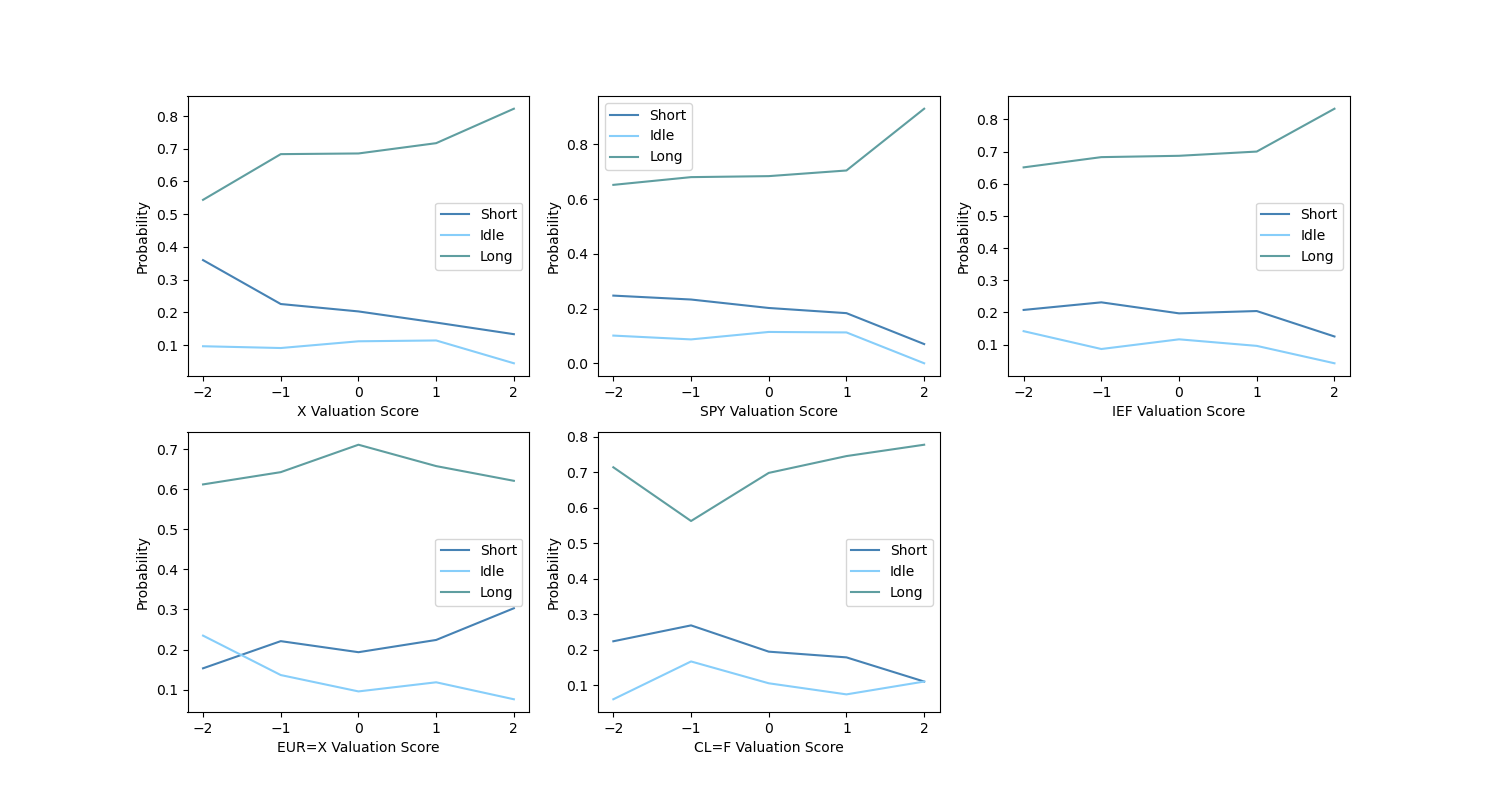 0.8
0.7
0.6
0.5
0.4
0.3
0.2
0.1
Probability
Short
Idle
Long
−2 −1 0 1 2
X Valuation Score
0.8
0.6
0.4
0.2
0.0
Probability
Short
Idle
Long
−2 −1 0 1 2
SPY Valuation Score
0.8
0.7
0.6
0.5
0.4
0.3
0.2
0.1
Probability
Short
Idle
Long
−2 −1 0 1 2
IEF Valuation Score
0.7
0.6
0.5
0.4
0.3
0.2
0.1
Probability
Short
Idle
Long
−2 −1 0 1 2
EUR=X Valuation Score
0.8
0.7
0.6
0.5
0.4
0.3
0.2
0.1
Probability
Short
Idle
Long
−2 −1 0 1 2
CL=F Valuation Score